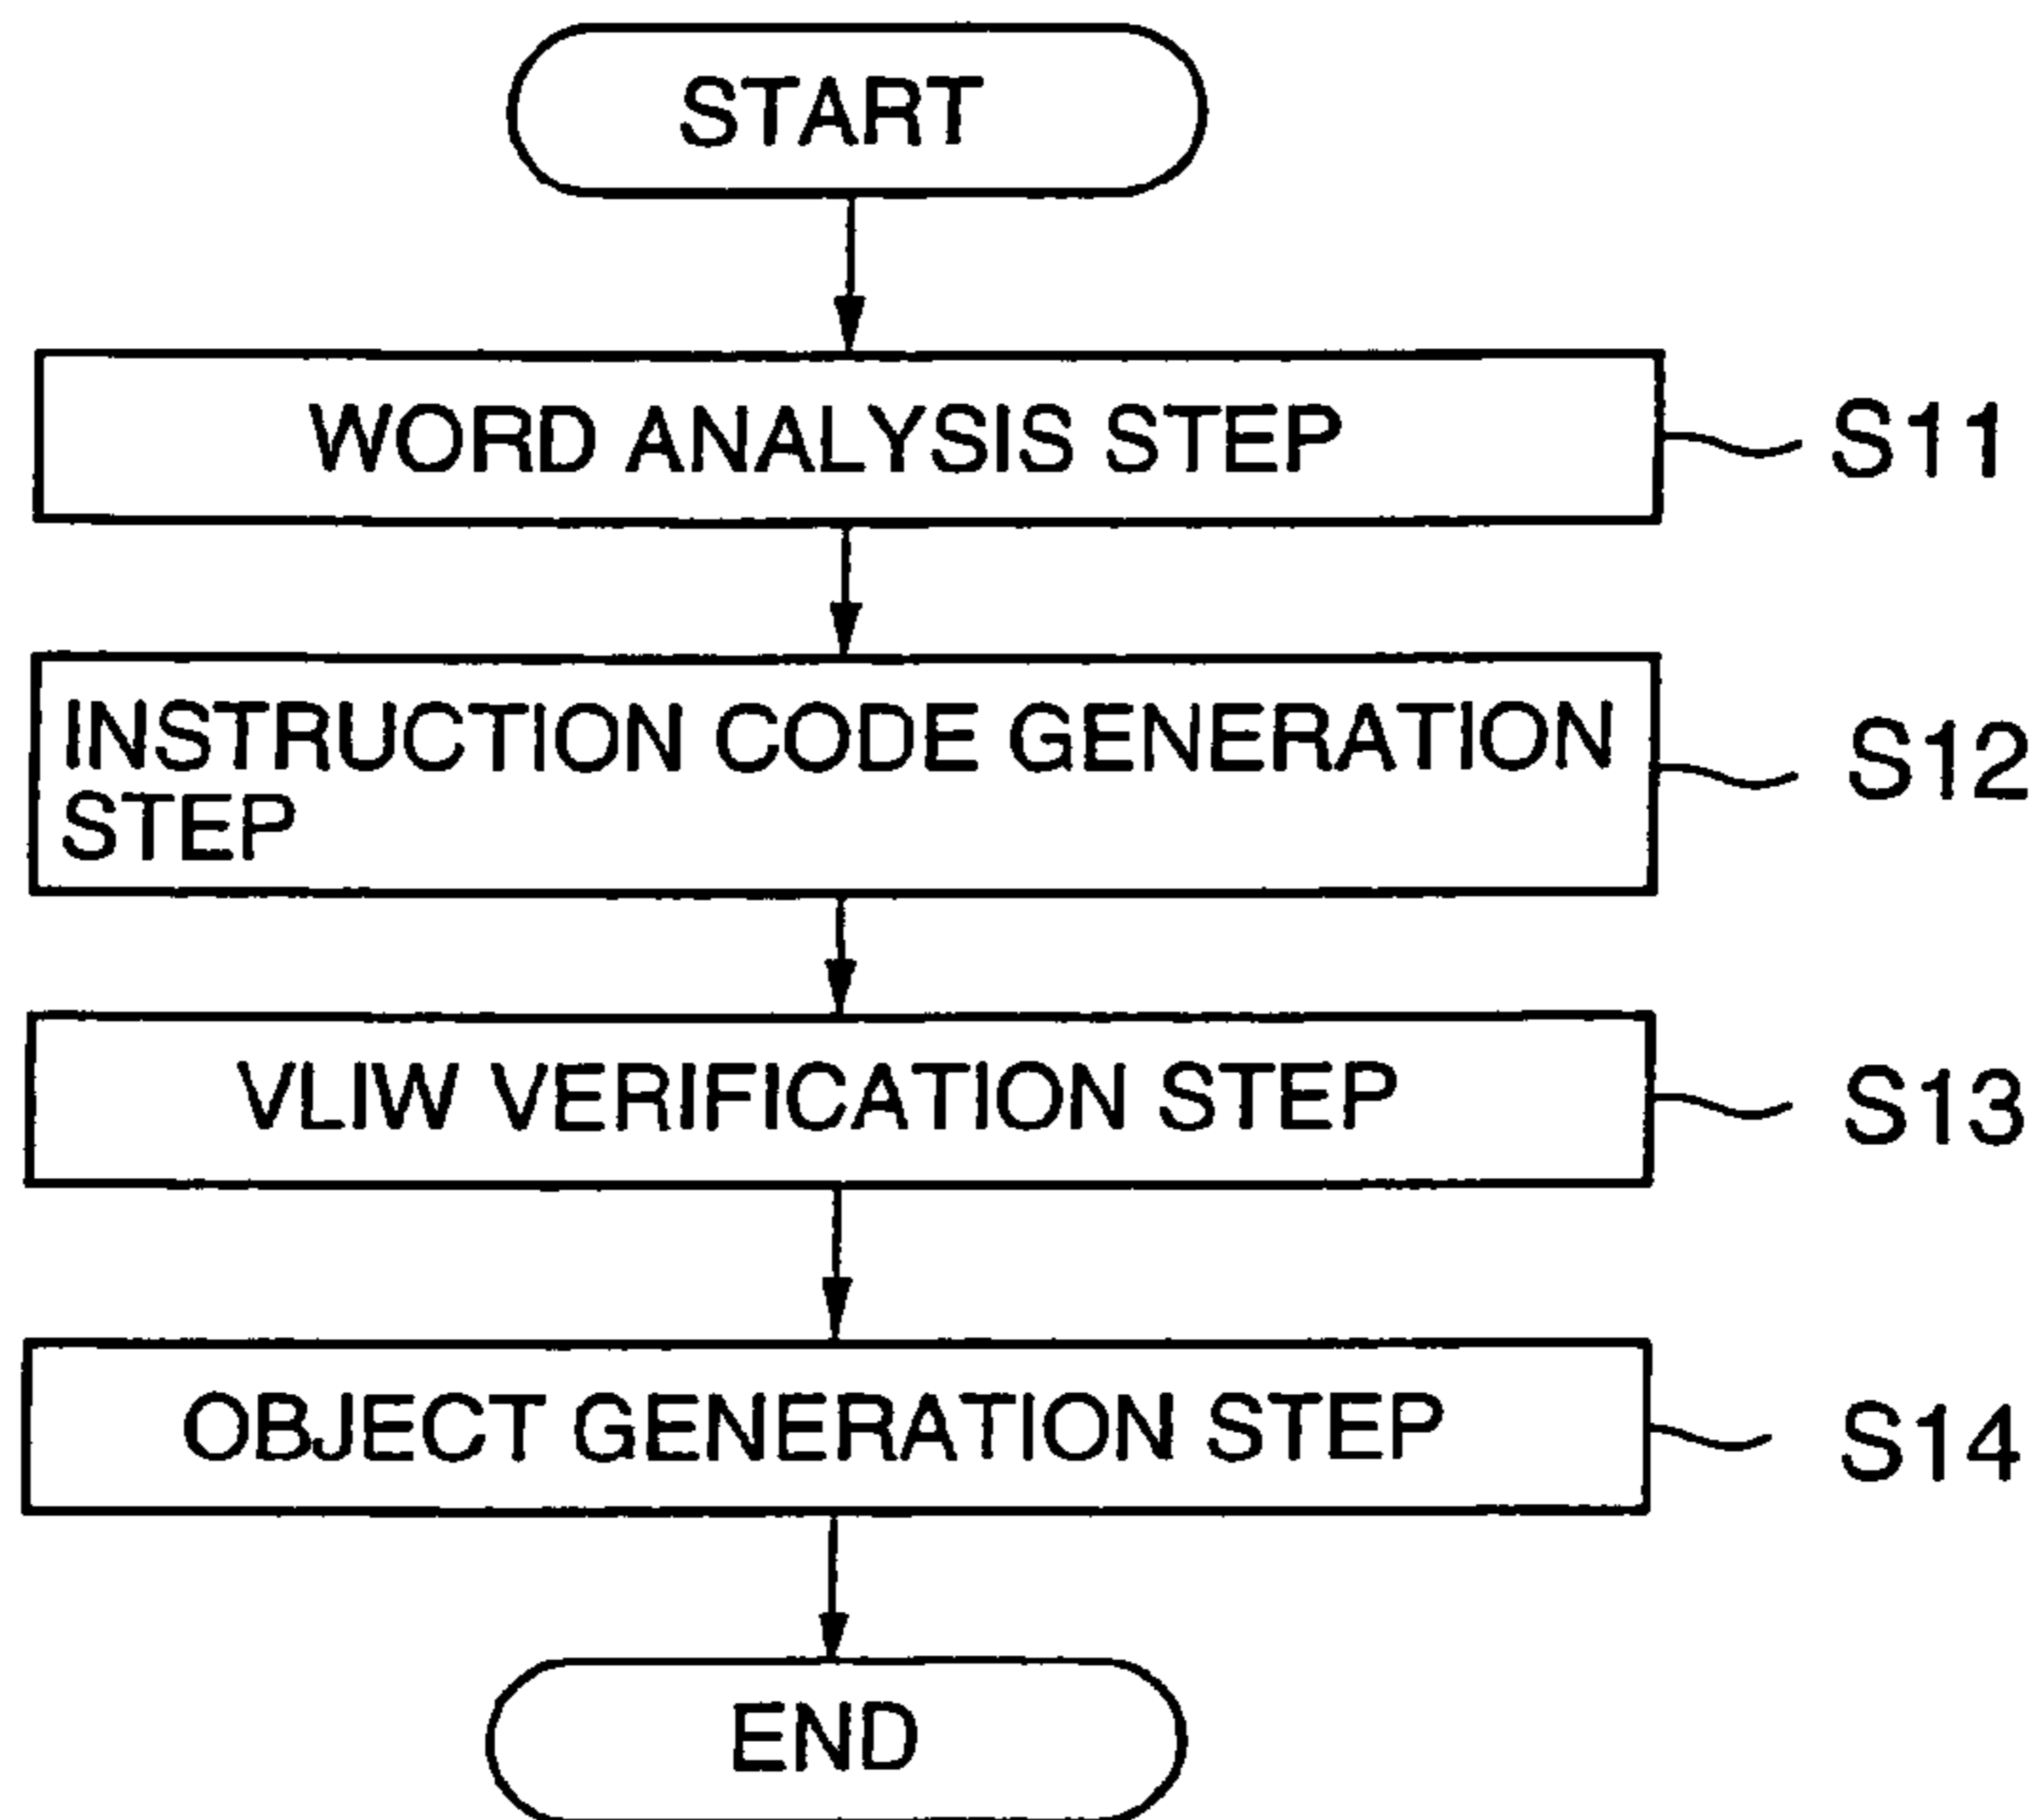 START
WORD ANALYSIS STEP
S11
INSTRUCTION CODE GENERATION
STEP
S12
VLIW VERIFICATION STEP
S13
OBJECT GENERATION STEP
S14
END